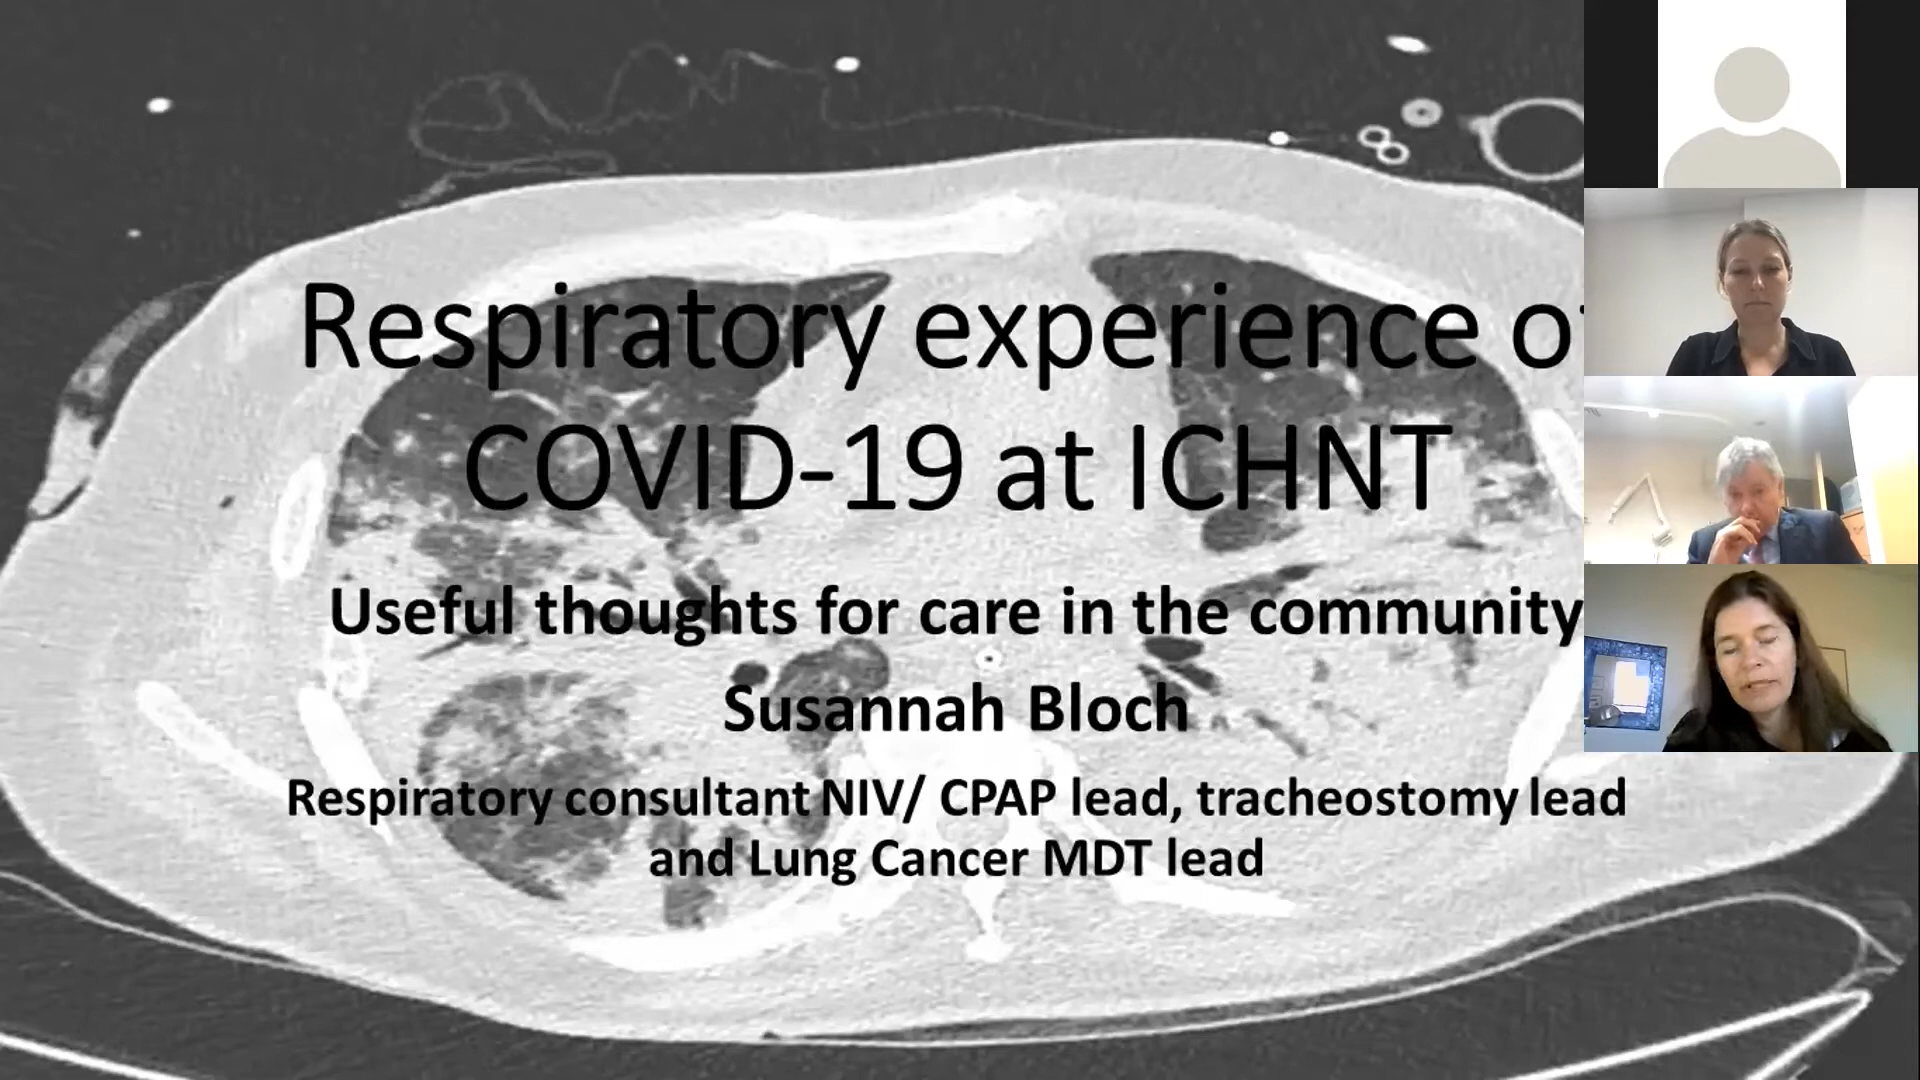 Respiratory experience of
COVID-19 at ICHNT
Useful thoughts for care in the community
Susannah Bloch
Respiratory consultant NIV/ CPAP lead, tracheostomy lead
and Lung Cancer MDT lead